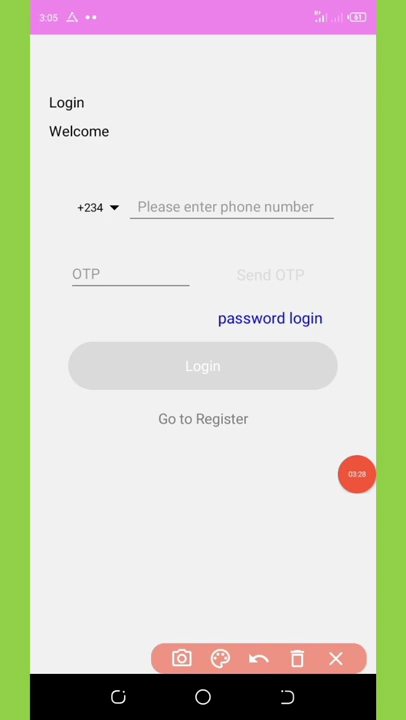 3:05
81
Login
Welcome
+234 Please enter phone number
OTP Send OTP
password login
Login
Go to Register
03:28